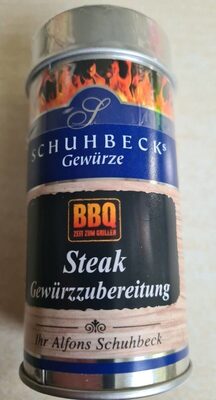 S
SCHUHBECKs
Gewürze
BBQ
ZEIT ZUM GRILLEN
Steak
Gewürzzubereitung
Ihr Alfons Schuhbeck